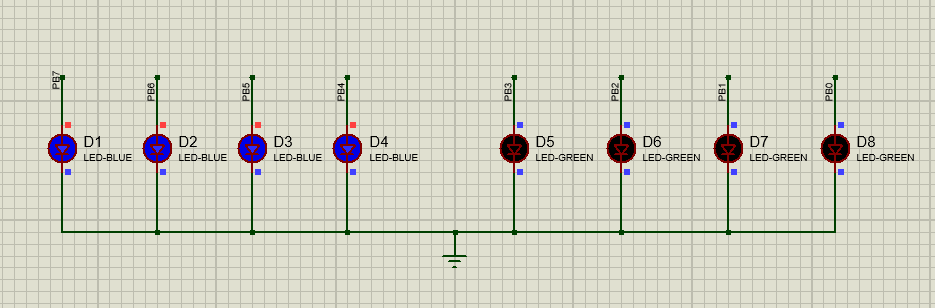 PB7
PB6
PB5
PB4
PB3
PB2
PB1
PB0
D1
LED-BLUE
D2
LED-BLUE
D3
LED-BLUE
D4
LED-BLUE
D5
LED-GREEN
D6
LED-GREEN
D7
LED-GREEN
D8
LED-GREEN